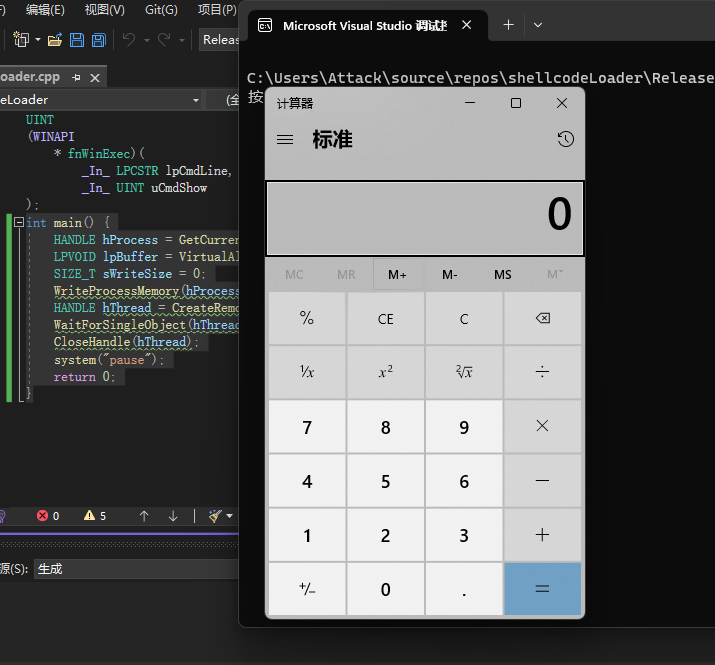 编辑(E) 视图(V) Git(G) 项目(P)
Microsoft Visual Studio 调试
Releas
oader.cpp
eLoader
(全
C:\Users\Attack\source\repos\shellcodeLoader\Release
按
UINT
(WINAPI
* fnWinExec)(
_In_ LPCSTR lpCmdLine,
_In_ UINT uCmdShow
);
int main() {
HANDLE hProcess = GetCurren
LPVOID lpBuffer = VirtualAl
SIZE_T sWriteSize = 0;
WriteProcessMemory(hProcess
HANDLE hThread = CreateRemo
WaitForSingleObject(hThread
CloseHandle(hThread);
system("pause");
return 0;
}
0 5
源(S): 生成
计算器
标准
0
MC MR M+ M- MS M˅
% CE C
¹⁄x x² ²√x ÷
7 8 9 ×
4 5 6 −
1 2 3 +
+/− 0 . =